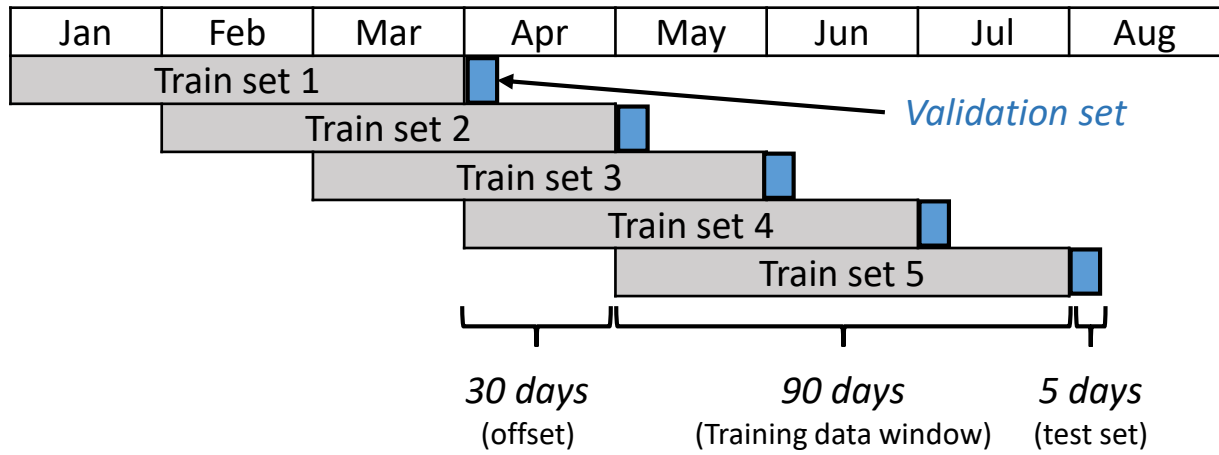 Jan Feb Mar Apr May Jun Jul Aug
Train set 1
Validation set
Train set 2
Train set 3
Train set 4
Train set 5
30 days 90 days 5 days
(offset) (Training data window) (test set)